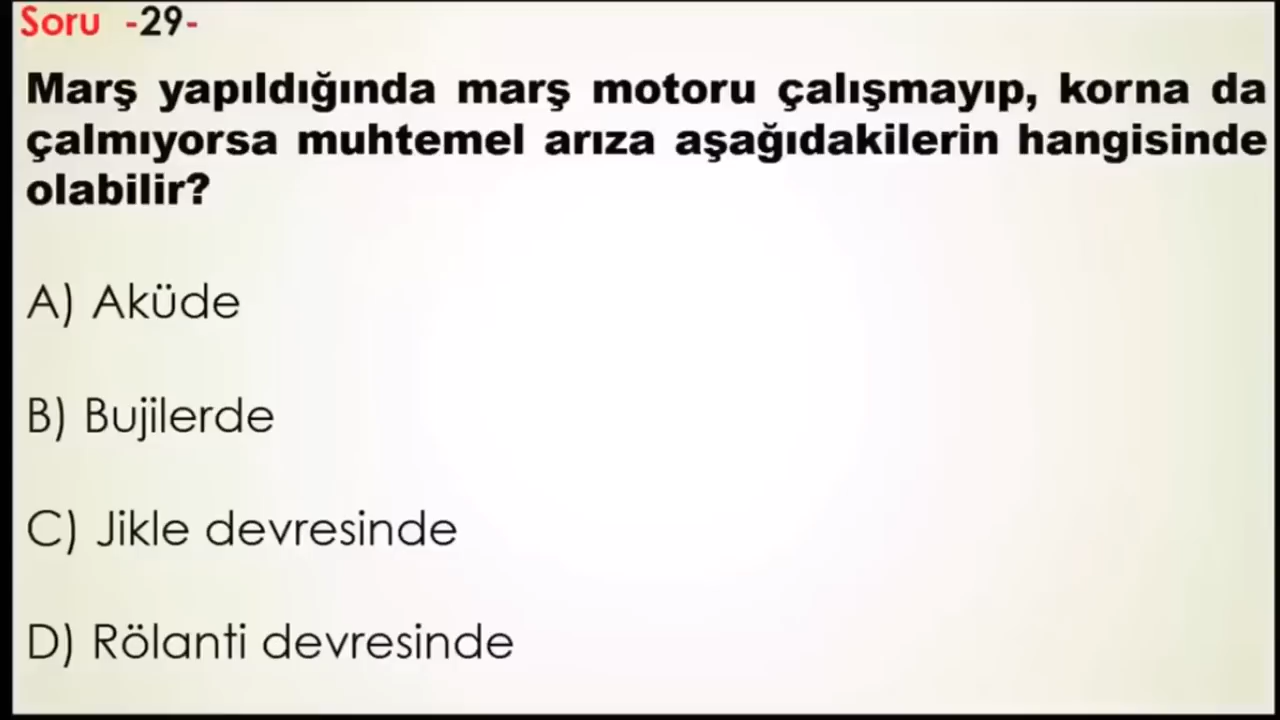 Soru -29-
Marş yapıldığında marş motoru çalışmayıp, korna da
çalmıyorsa muhtemel arıza aşağıdakilerin hangisinde
olabilir?
A) Aküde
B) Bujilerde
C) Jikle devresinde
D) Rölanti devresinde